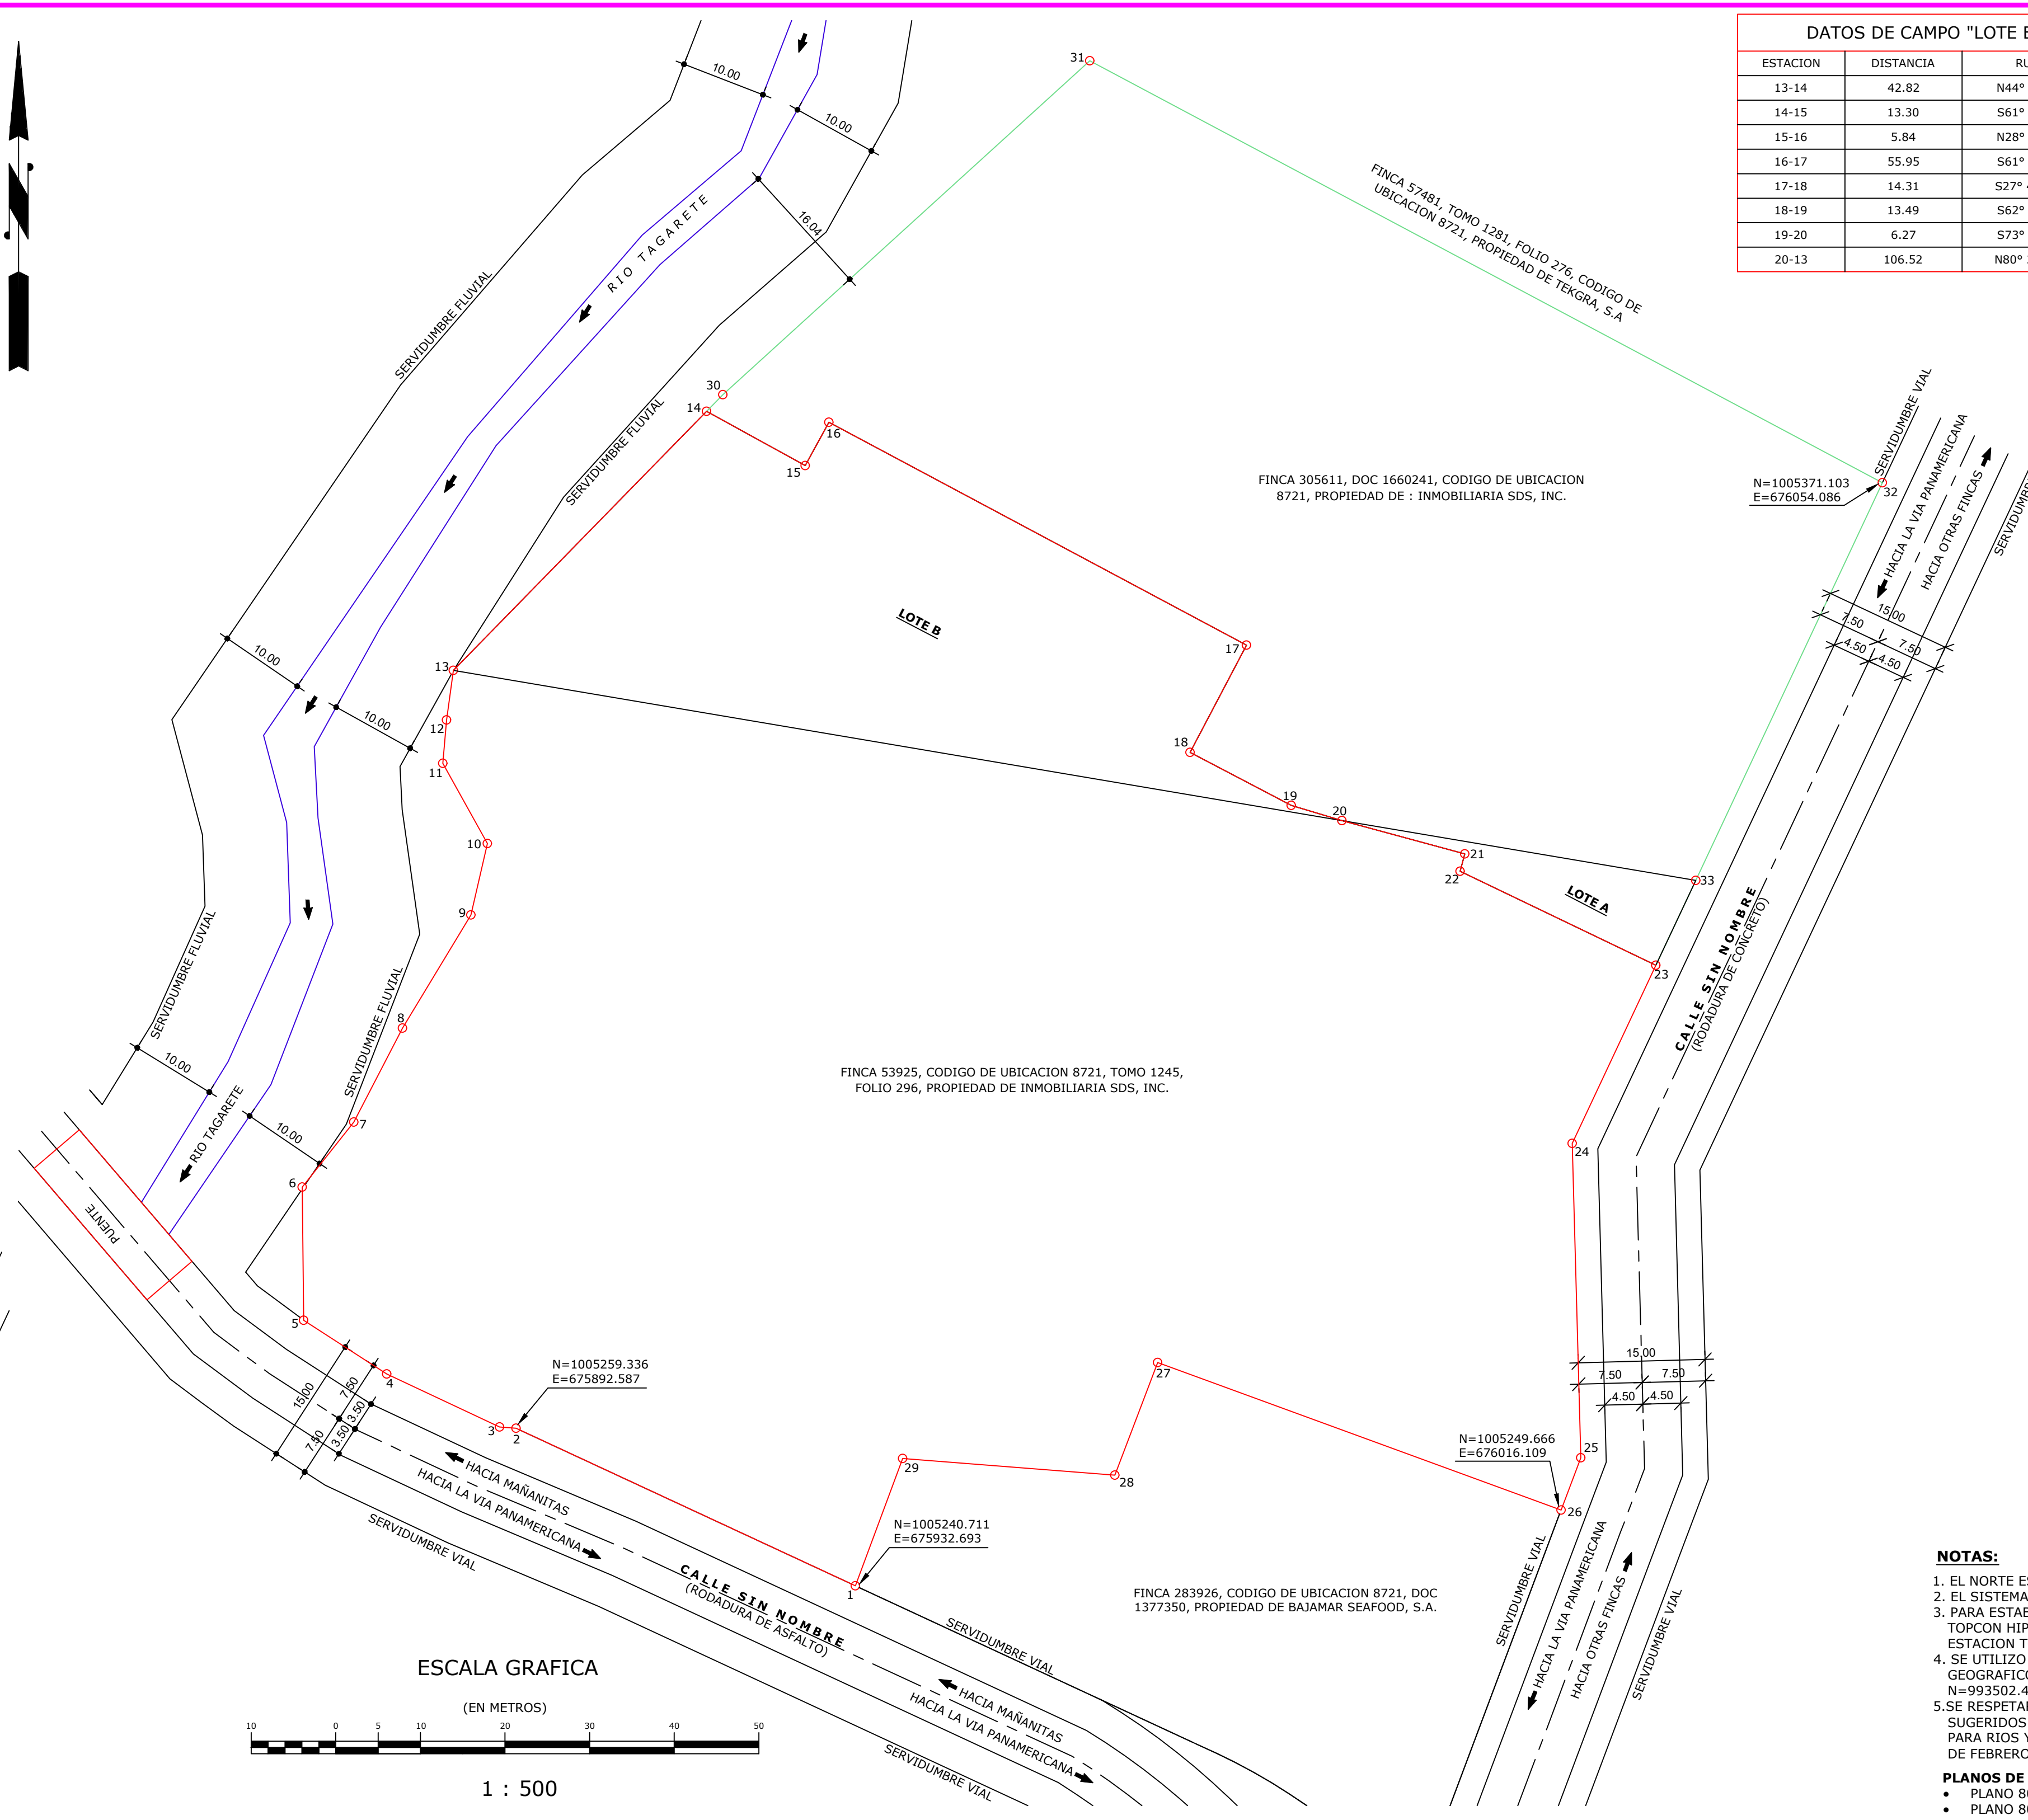 DATOS DE CAMPO "LOTE
ESTACION DISTANCIA RU
13-14 42.82 N44°
14-15 13.30 S61°
15-16 5.84 N28°
16-17 55.95 S61°
17-18 14.31 S27°
18-19 13.49 S62°
19-20 6.27 S73°
20-13 106.52 N80°
31
10.00
10.00
16.04
RIO TAGARETE
SERVIDUMBRE FLUVIAL
FINCA 57481, TOMO 1281, FOLIO 276, CODIGO DE
UBICACION 8721, PROPIEDAD DE TEKGRA, S.A
30
14
15
16
SERVIDUMBRE FLUVIAL
FINCA 305611, DOC 1660241, CODIGO DE UBICACION
8721, PROPIEDAD DE : INMOBILIARIA SDS, INC.
N=1005371.103
E=676054.086
32
SERVIDUMBRE VIAL
HACIA LA VIA PANAMERICANA
HACIA OTRAS FINCAS
SERVIDUMBRE
15.00
7.50
7.50
4.50
4.50
LOTE B
10.00
10.00
13
12
11
10
9
8
7
6
5
4
3
2
1
17
18
19
20
21
22
33
23
LOTE A
CALLE SIN NOMBRE
(RODADURA DE CONCRETO)
SERVIDUMBRE FLUVIAL
SERVIDUMBRE FLUVIAL
10.00
10.00
RIO TAGARETE
PUENTE
FINCA 53925, CODIGO DE UBICACION 8721, TOMO 1245,
FOLIO 296, PROPIEDAD DE INMOBILIARIA SDS, INC.
24
25
26
27
28
29
15.00
7.50
7.50
4.50
4.50
N=1005259.336
E=675892.587
15.00
7.50
7.50
3.50
3.50
N=1005249.666
E=676016.109
N=1005240.711
E=675932.693
HACIA MAÑANITAS
HACIA LA VIA PANAMERICANA
SERVIDUMBRE VIAL
CALLE SIN NOMBRE
(RODADURA DE ASFALTO)
FINCA 283926, CODIGO DE UBICACION 8721, DOC
1377350, PROPIEDAD DE BAJAMAR SEAFOOD, S.A.
SERVIDUMBRE VIAL
HACIA MAÑANITAS
HACIA LA VIA PANAMERICANA
SERVIDUMBRE VIAL
SERVIDUMBRE VIAL
HACIA LA VIA PANAMERICANA
HACIA OTRAS FINCAS
SERVIDUMBRE VIAL
ESCALA GRAFICA
(EN METROS)
10 0 5 10 20 30 40 50
1 : 500
NOTAS:
1. EL NORTE ES
2. EL SISTEMA
3. PARA ESTAB
TOPCON HIP
ESTACION T
4. SE UTILIZO
GEOGRAFICO
N=993502.4
5.SE RESPETA
SUGERIDOS
PARA RIOS Y
DE FEBRERO
PLANOS DE
• PLANO 80
• PLANO 80